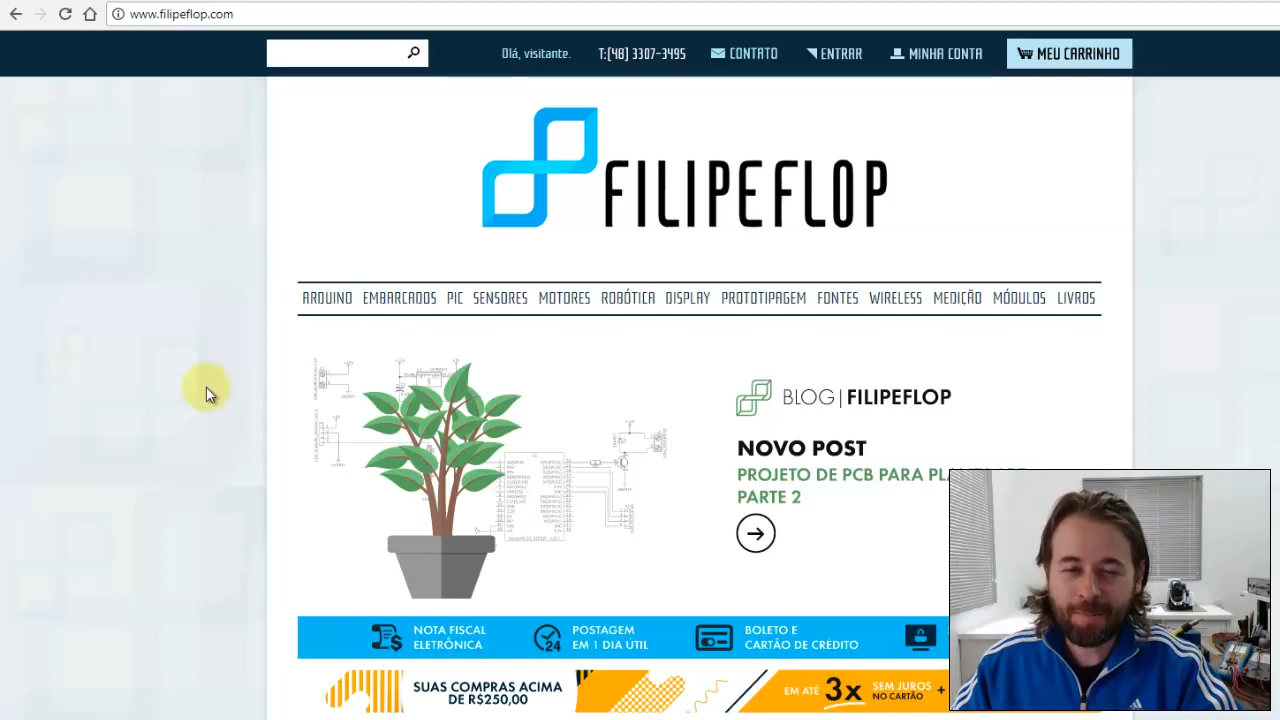 www.filipeflop.com
Olá, visitante. T:[48] 3307-3495 CONTATO ENTRAR MINHA CONTA MEU CARRINHO
FILIPEFLOP
ARDUINO EMBARCADOS PIC SENSORES MOTORES ROBÓTICA DISPLAY PROTOTIPAGEM FONTES WIRELESS MEDIÇÃO MÓDULOS LIVROS
BLOG|FILIPEFLOP
NOVO POST
PROJETO DE PCB PARA
PARTE 2
NOTA FISCAL
ELETRÔNICA
24
POSTAGEM
EM 1 DIA ÚTIL
BOLETO E
CARTÃO DE CRÉDITO
SUAS COMPRAS ACIMA
DE R$250,00
EM ATÉ 3x SEM JUROS
NO CARTÃO +